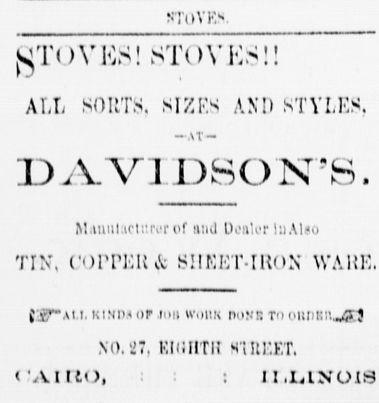 STOVES.
STOVES! STOVES!!
ALL SORTS, SIZES AND STYLES,
—AT—
DAVIDSON'S.
Manufacturer of and Dealer in Also
TIN, COPPER & SHEET-IRON WARE.
☞ALL KINDS OF JOB WORK DONE TO ORDER.☜
NO. 27, EIGHTH STREET.
CAIRO, : : : ILLINOIS